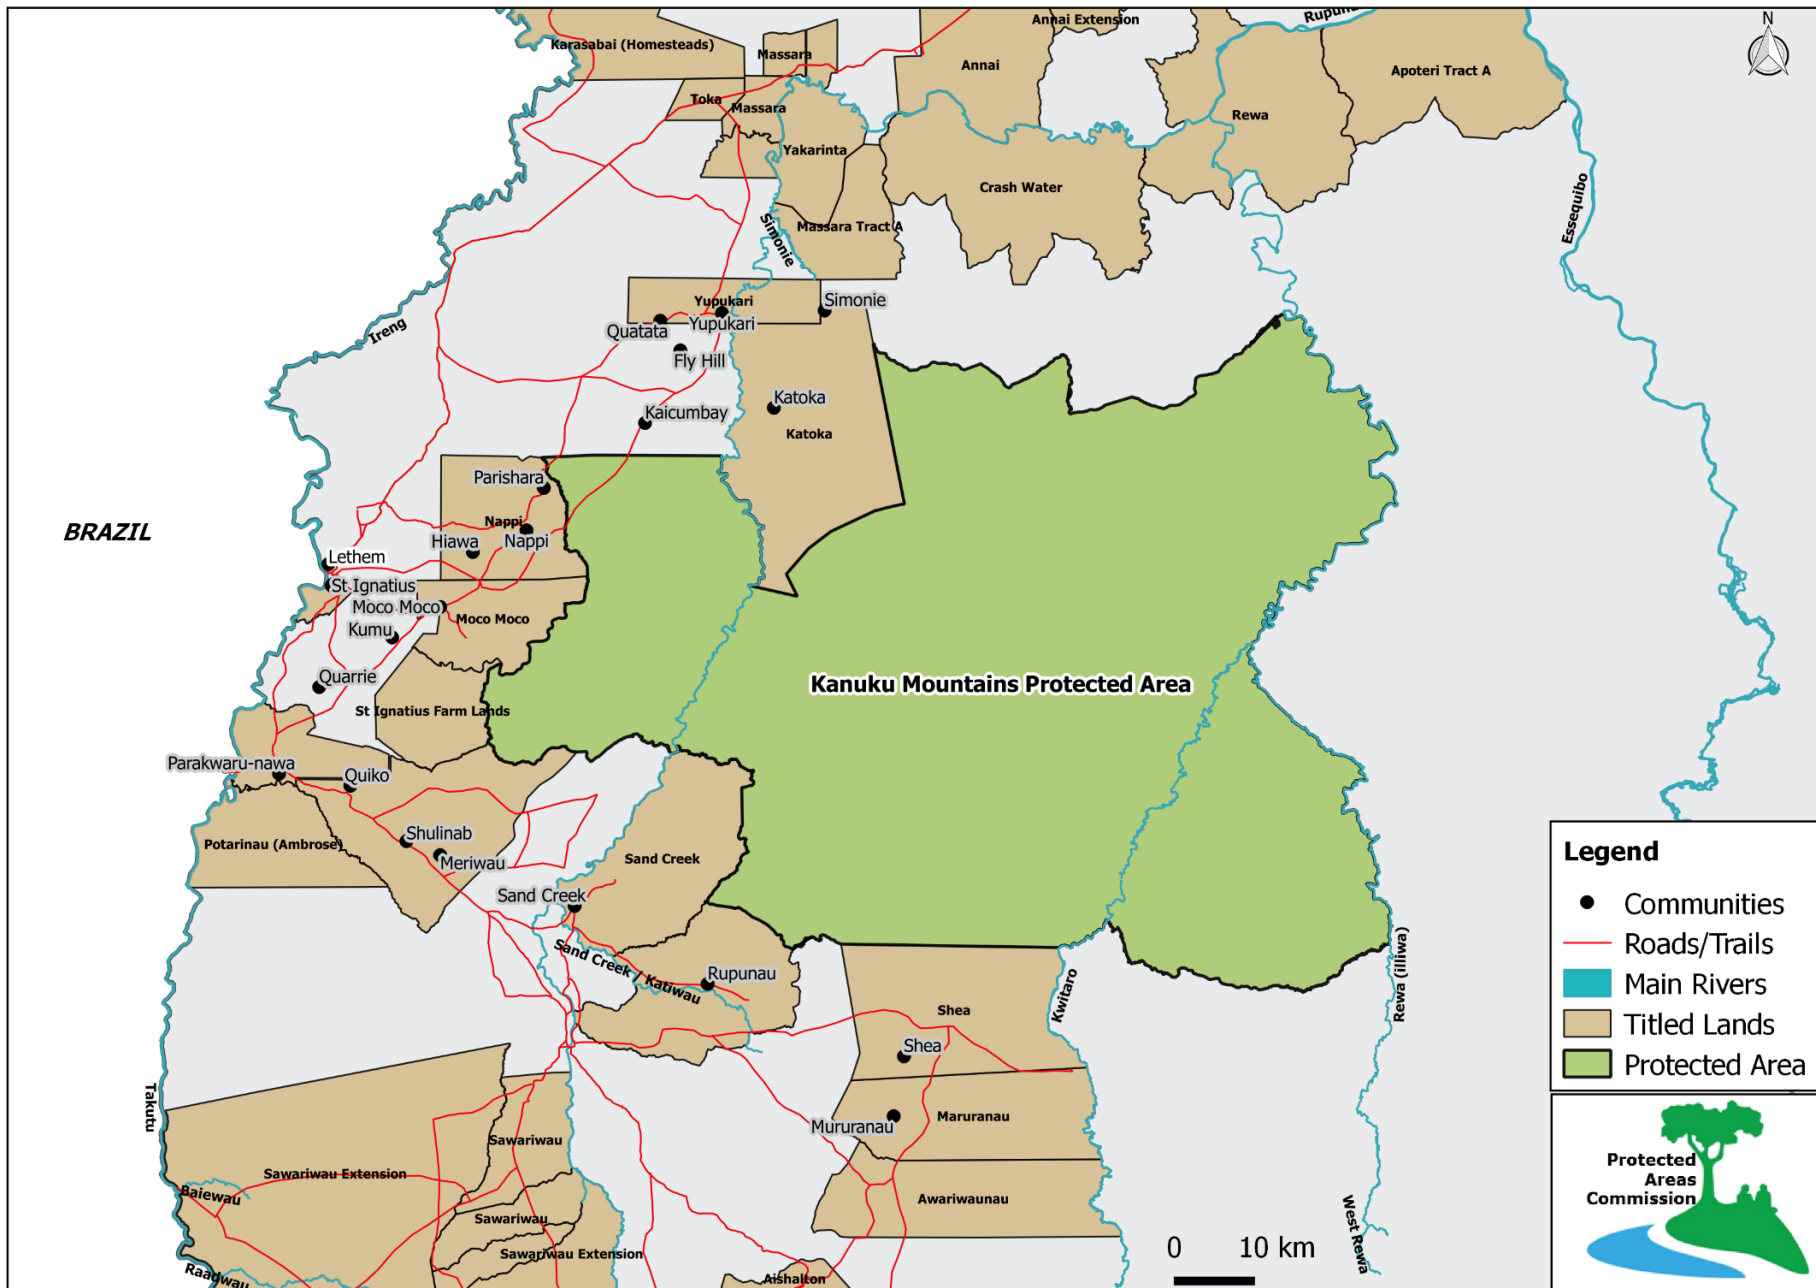 Karasabai (Homesteads)
Massara
Annai Extension
Rupun
N
Annai
Apoteri Tract A
Toka
Massara
Rewa
Yakarinta
Crash Water
Simonie
Massara Tract A
Essequibo
Ireng
Yupukari
Simonie
Quatata
Yupukari
Fly Hill
Katoka
Kaicumbay
Katoka
Parishara
BRAZIL
Nappi
Hiawa
Nappi
Lethem
St Ignatius
Moco Moco
Moco Moco
Kumu
Quarrie
Kanuku Mountains Protected Area
St Ignatius Farm Lands
Parakwaru-nawa
Quiko
Potarinau (Ambrose)
Shulinab
Meriwau
Sand Creek
Sand Creek
Sand Creek / Katiwau
Rupunau
Kwitaro
Rewa (illiwa)
Shea
Shea
Takutu
Mururanau
Maruranau
Sawariwau
Sawariwau Extension
Baiewau
Awariwaunau
Sawariwau
Sawariwau Extension
West Rewa
Raadwau
Aishalton
0 10 km
Legend
Communities
Roads/Trails
Main Rivers
Titled Lands
Protected Area
Protected
Areas
Commission